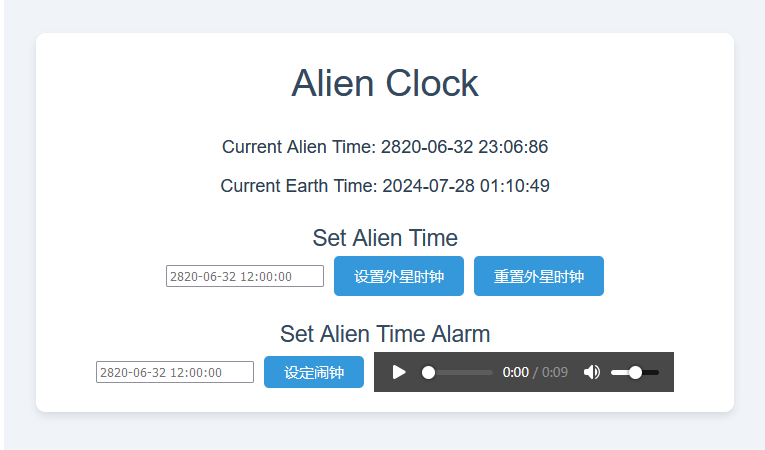 Alien Clock
Current Alien Time: 2820-06-32 23:06:86
Current Earth Time: 2024-07-28 01:10:49
Set Alien Time
2820-06-32 12:00:00 设置外星时钟 重置外星时钟
Set Alien Time Alarm
2820-06-32 12:00:00 设定闹钟 0:00 / 0:09